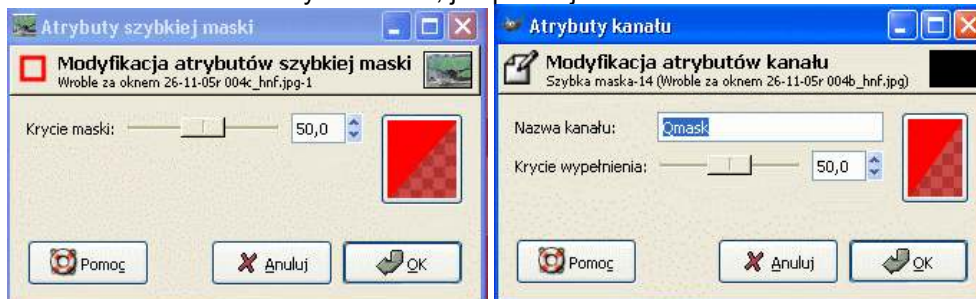 Atrybuty szybkiej maski
Modyfikacja atrybutów szybkiej maski
Wroble za oknem 26-11-05r 004c_hnf.jpg-1
Krycie maski: 50,0
Pomoc Anuluj OK
Atrybuty kanału
Modyfikacja atrybutów kanału
Szybka maska-14 (Wroble za oknem 26-11-05r 004b_hnf.jpg)
Nazwa kanału: Qmask
Krycie wypełnienia: 50,0
Pomoc Anuluj OK